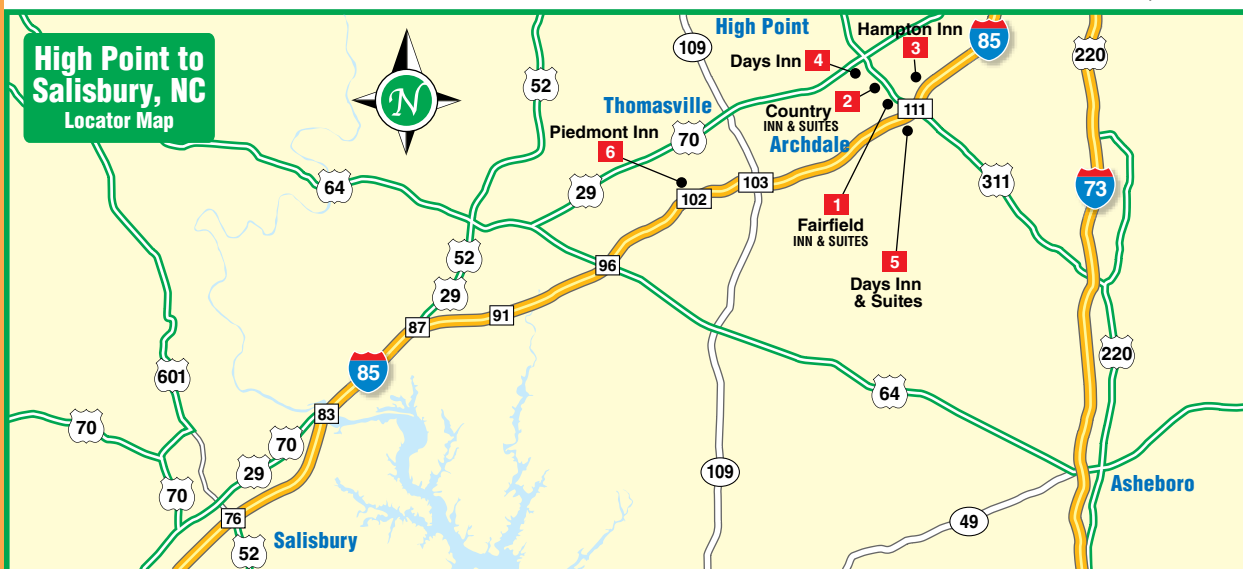 High Point to
Salisbury, NC
Locator Map
N
52
109
High Point
Hampton Inn
3
85
220
Days Inn 4
Country 2
INN & SUITES
111
Thomasville
Piedmont Inn
6
70
Archdale
64
29
102
103
311
73
1
Fairfield
INN & SUITES
5
Days Inn
& Suites
52
96
29
91
87
85
220
601
64
83
70
70
29
109
70
Asheboro
76
49
52
Salisbury